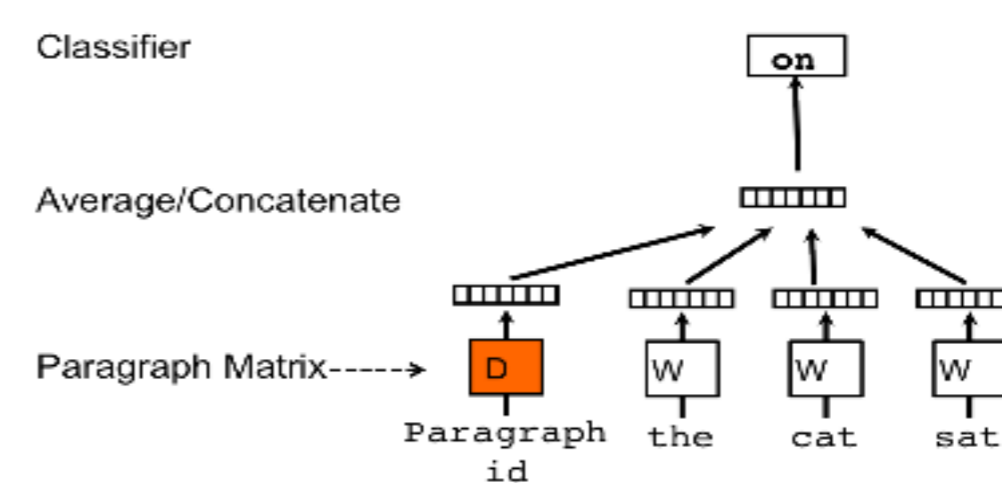 Classifier
on
Average/Concatenate
Paragraph Matrix----->
D
W
W
W
Paragraph
id
the
cat
sat